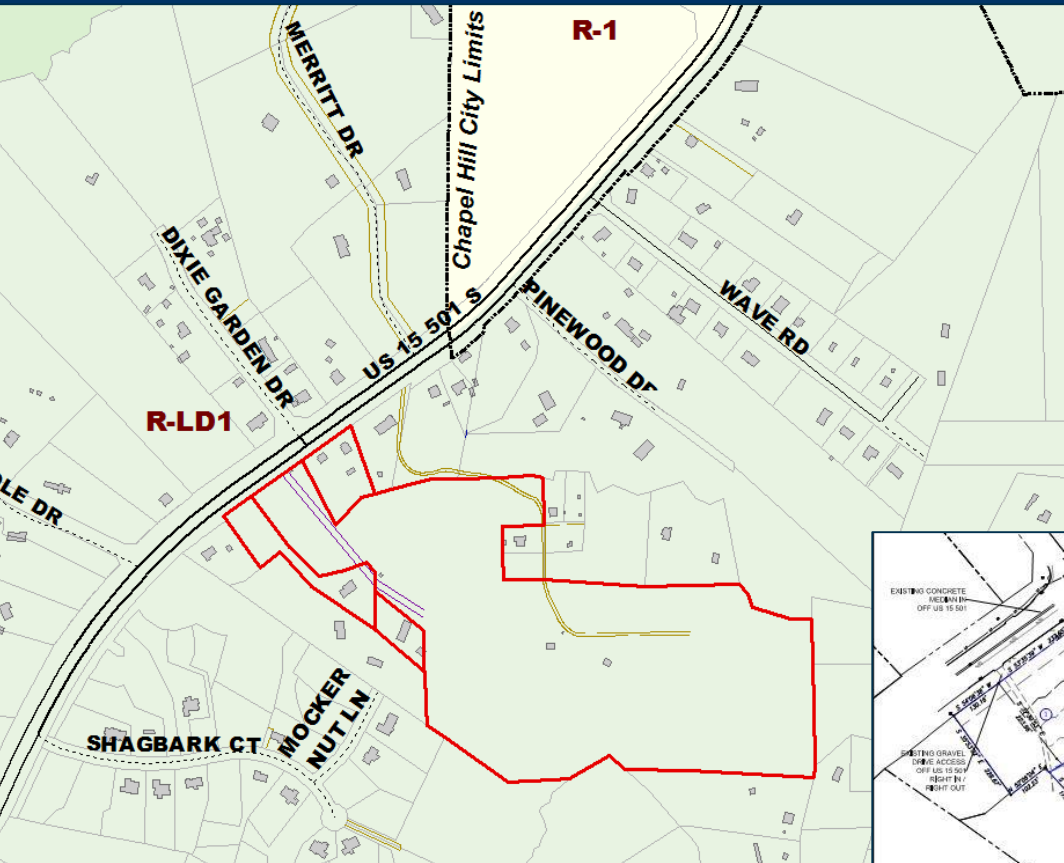 R-1
MERRITT DR
Chapel Hill City Limits
DIXIE GARDEN DR
US 15 501 S
PINEWOOD
WAVE RD
R-LD1
DR
EXISTING CONCRETE
MEDIAN IN
OFF US 15 501
MOCKER
NUT LN
SHAGBARK CT
EXISTING GRAVEL
DRIVE ACCESS
OFF US 15 501
RIGHT IN /
RIGHT OUT